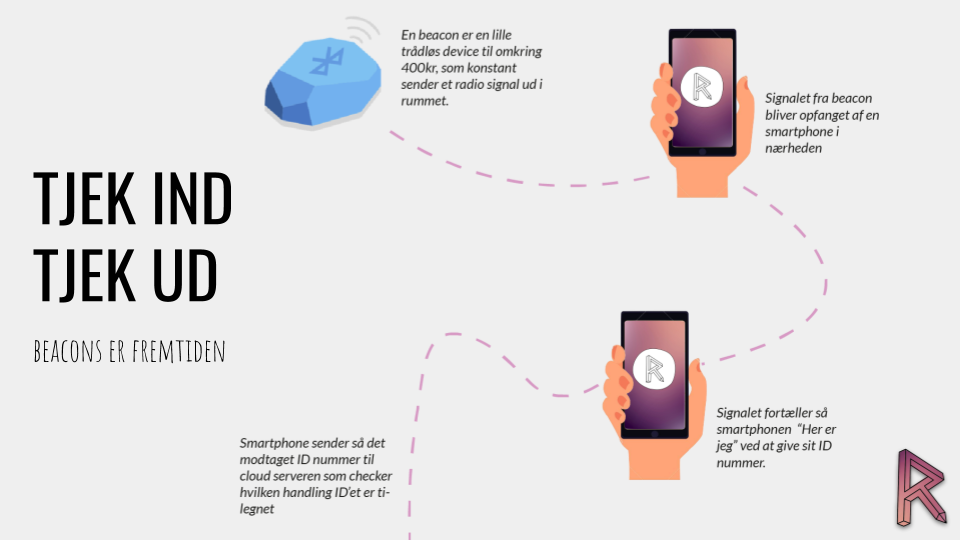 TJEK IND
TJEK UD
BEACONS ER FREMTIDEN
En beacon er en lille
trådløs device til omkring
400kr, som konstant
sender et radio signal ud i
rummet.
Signalet fra beacon
bliver opfanget af en
smartphone i
nærheden
Signalet fortæller så
smartphonen “Her er
jeg” ved at give sit ID
nummer.
Smartphone sender så det
modtaget ID nummer til
cloud serveren som checker
hvilken handling ID'et er ti-
legnet
R
R
R